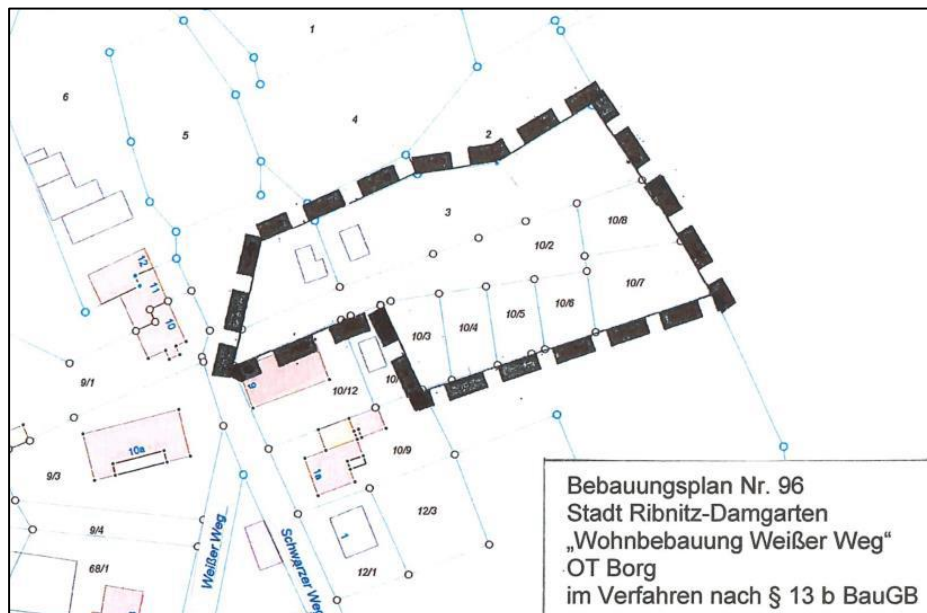 1
6
5
4
2
3
10/8
10/2
12
11
10
10/7
10/6
10/5
10/4
10/3
9
10/12
9/1
10a
9/3
10/9
1a
12/3
9/4
Weißer Weg
Schwarzer Weg
1
68/1
12/1
Bebauungsplan Nr. 96
Stadt Ribnitz-Damgarten
„Wohnbebauung Weißer Weg“
OT Borg
im Verfahren nach § 13 b BauGB